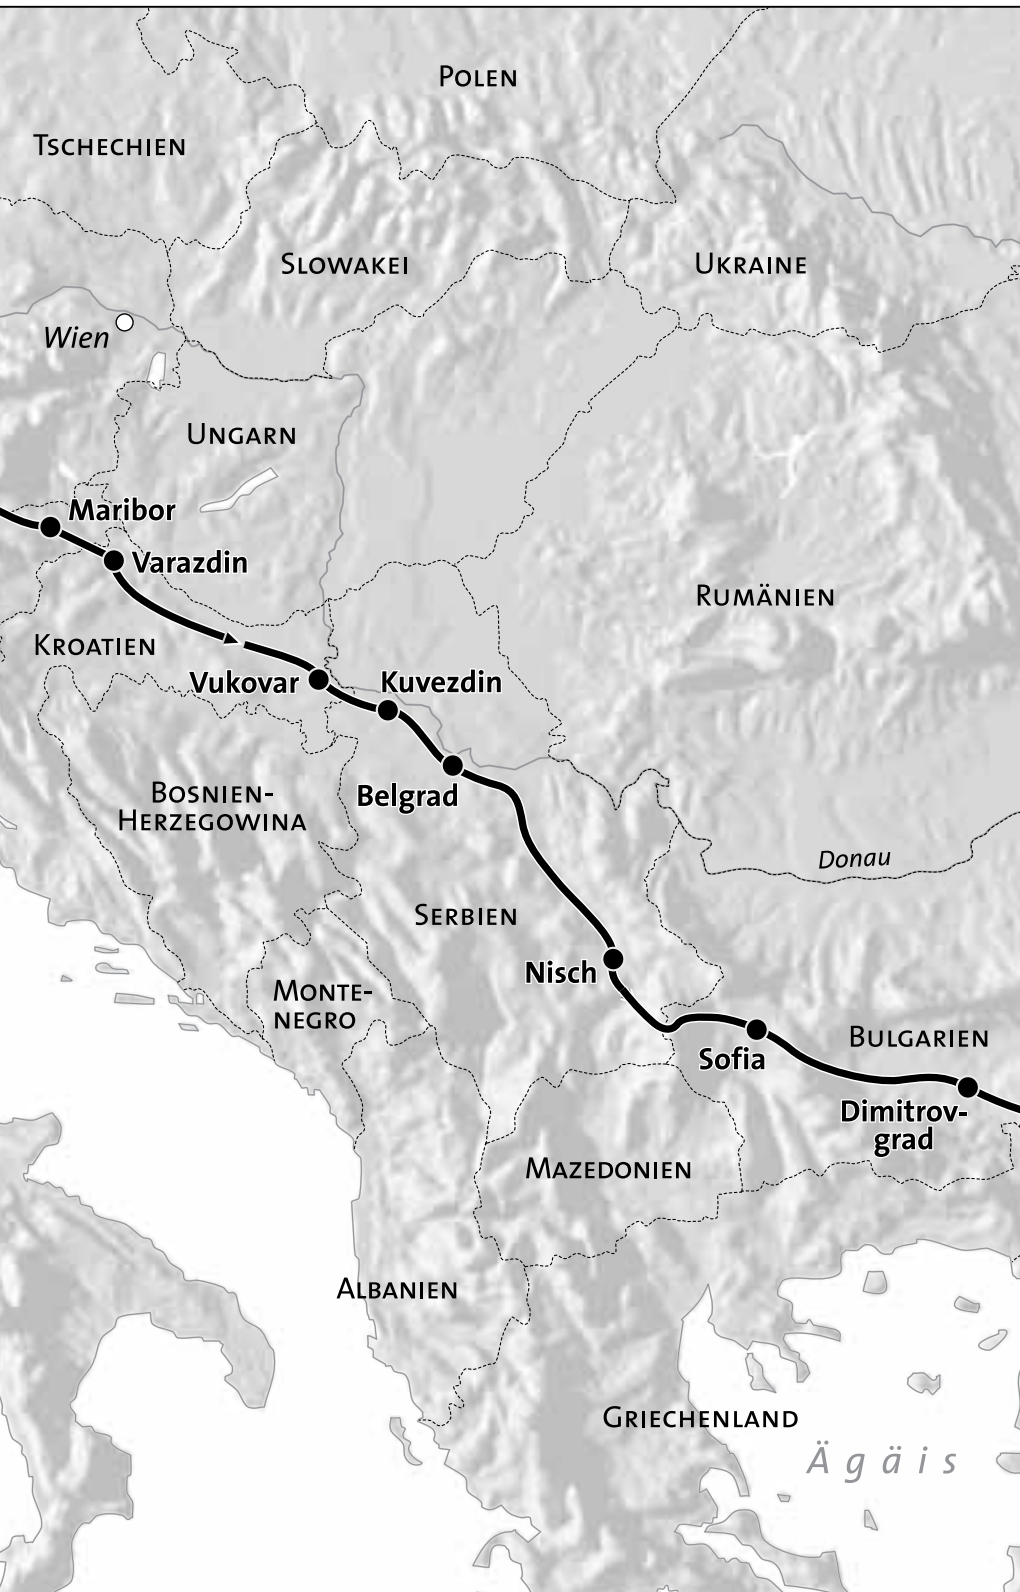 POLEN
TSCHECHIEN
SLOWAKEI
UKRAINE
Wien
UNGARN
Maribor
Varazdin
RUMÄNIEN
KROATIEN
Vukovar
Kuvezdin
BOSNIEN-
HERZEGOWINA
Belgrad
Donau
SERBIEN
Nisch
MONTE-
NEGRO
Sofia
BULGARIEN
Dimitrov-
grad
MAZEDONIEN
ALBANIEN
GRIECHENLAND
Ägäis